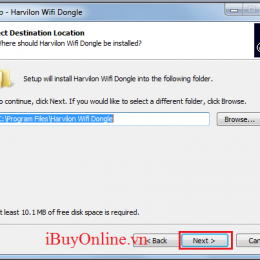 o - Harvilon Wifi Dongle
ect Destination Location
Where should Harvilon Wifi Dongle be installed?
Setup will install Harvilon Wifi Dongle into the following folder.
o continue, click Next. If you would like to select a different folder, click Browse.
C:\Program Files\Harvilon Wifi Dongle
Browse...
t least 10.1 MB of free disk space is required.
iBuyOnline.vn
< Back
Next >
Can